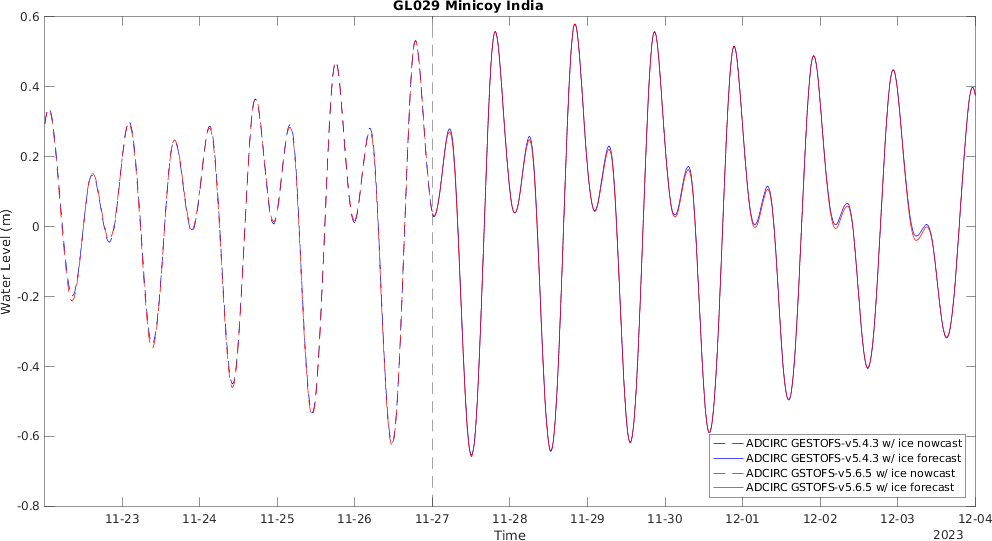 GL029 Minicoy India
0.6
0.4
0.2
0
-0.2
-0.4
-0.6
-0.8
Water Level (m)
ADCIRC GESTOFS-v5.4.3 w/ ice nowcast
ADCIRC GESTOFS-v5.4.3 w/ ice forecast
ADCIRC GSTOFS-v5.6.5 w/ ice nowcast
ADCIRC GSTOFS-v5.6.5 w/ ice forecast
11-23 11-24 11-25 11-26 11-27 11-28 11-29 11-30 12-01 12-02 12-03 12-04
Time
2023